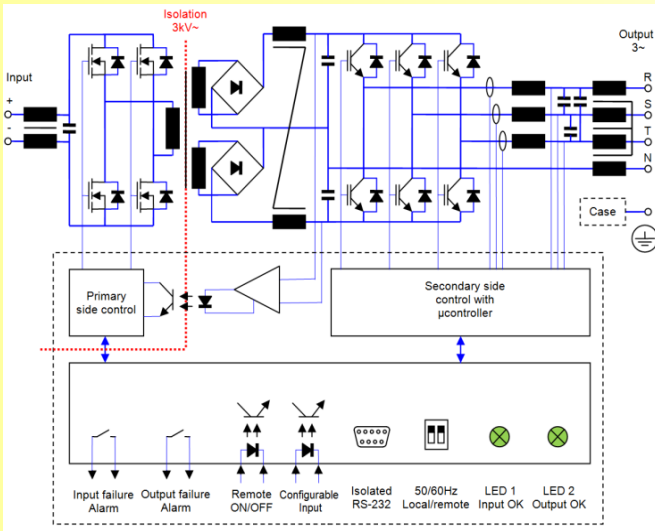 Isolation
3kV~
Input
+
-
Output
3~
R
S
T
N
Case
Primary
side control
Secondary side
control with
µcontroller
Input failure
Alarm
Output failure
Alarm
Remote
ON/OFF
Configurable
Input
Isolated
RS-232
50/60Hz
Local/remote
LED 1
Input OK
LED 2
Output OK